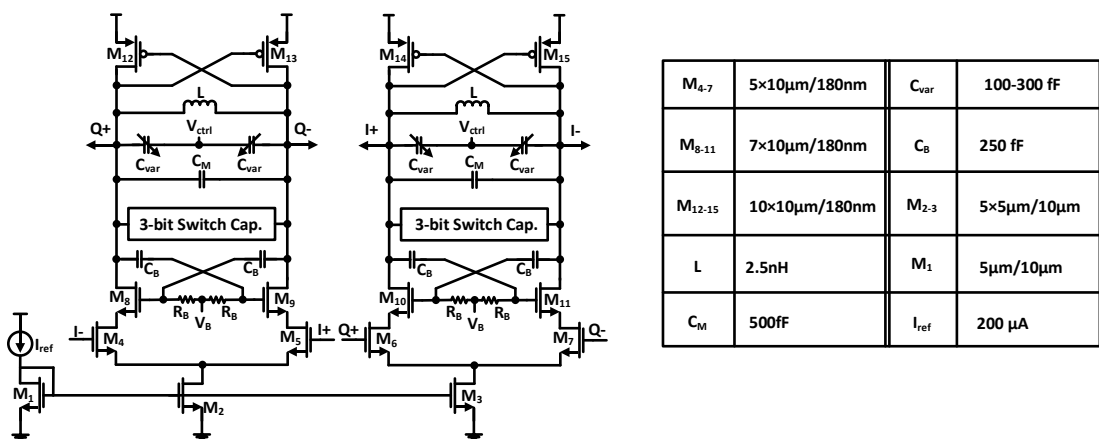 M12
M13
M14
M15
L
L
Q+
Vctrl
Q-
I+
Vctrl
I-
Cvar
CM
Cvar
Cvar
CM
Cvar
3-bit Switch Cap.
3-bit Switch Cap.
CB
CB
CB
CB
M8
M9
M10
M11
RB
VB
RB
RB
VB
RB
I-
M4
M5
I+
Q+
M6
M7
Q-
Iref
M1
M2
M3
M4-7 5×10μm/180nm Cvar 100-300 fF
M8-11 7×10μm/180nm CB 250 fF
M12-15 10×10μm/180nm M2-3 5×5μm/10μm
L 2.5nH M1 5μm/10μm
CM 500fF Iref 200 μA